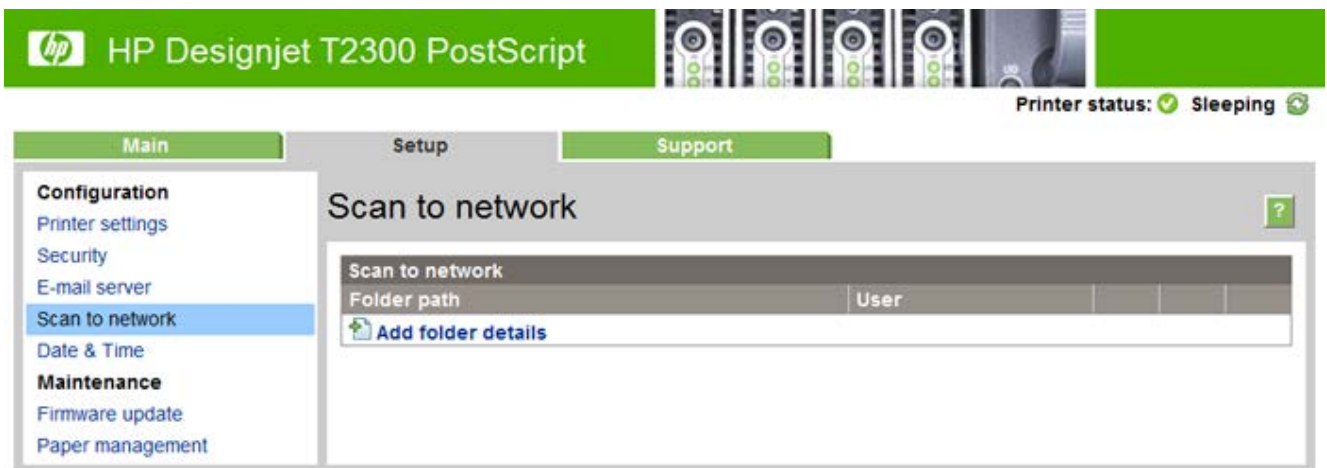 hp HP Designjet T2300 PostScript
Printer status: Sleeping
Main Setup Support
Configuration
Printer settings
Security
E-mail server
Scan to network
Date & Time
Maintenance
Firmware update
Paper management
Scan to network
?
Scan to network
Folder path User
Add folder details